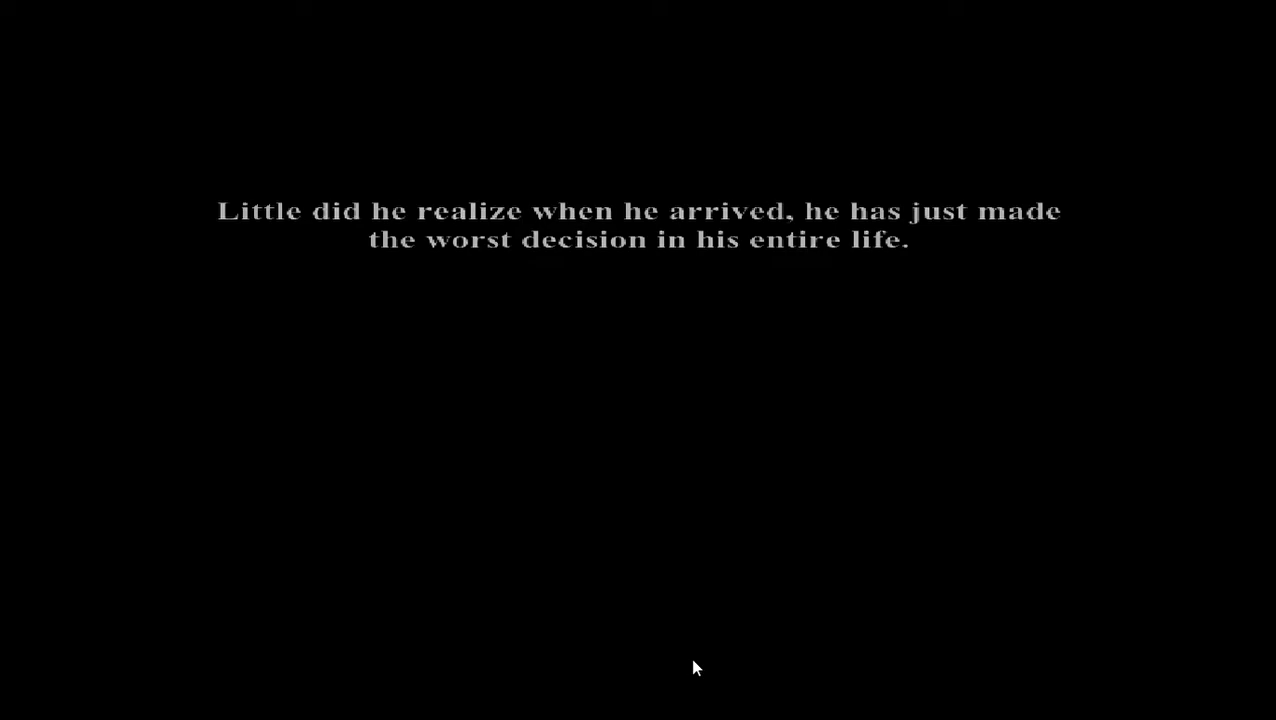 Little did he realize when he arrived, he has just made
the worst decision in his entire life.